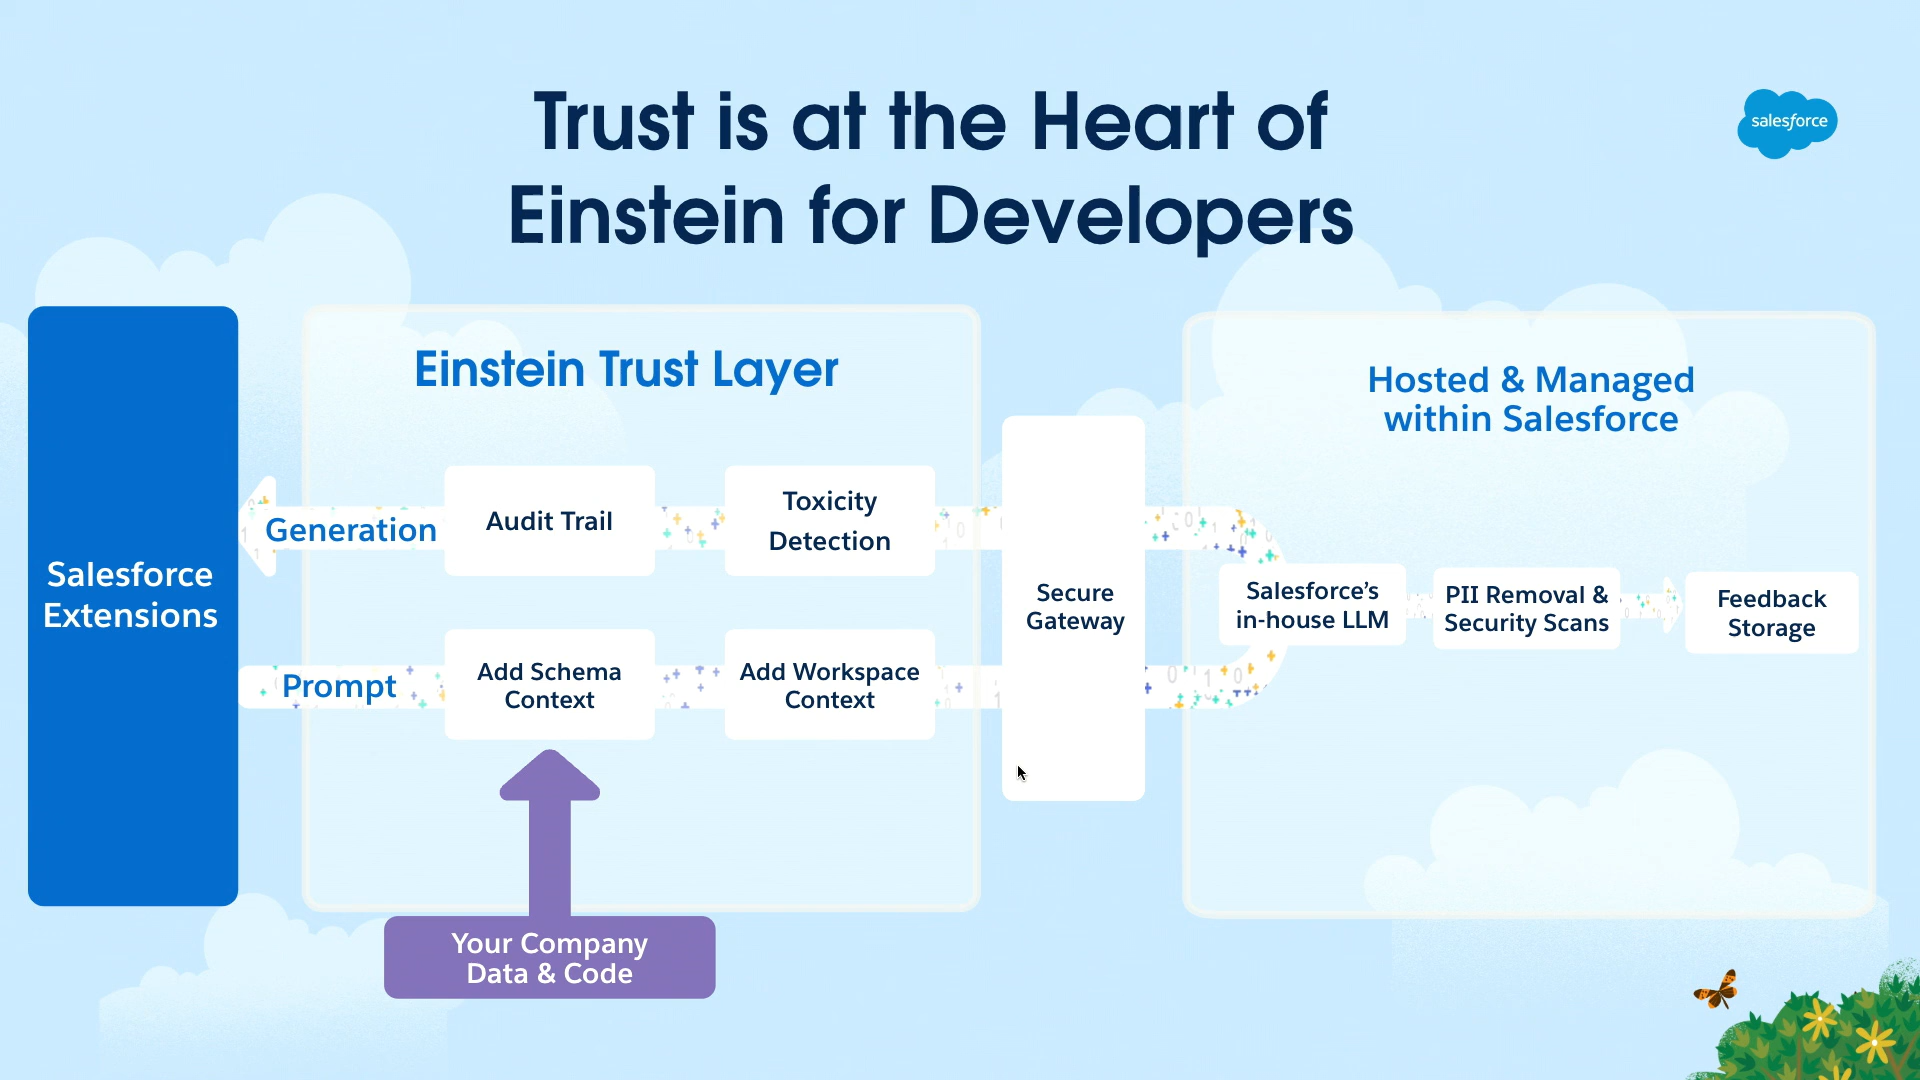 Trust is at the Heart of
Einstein for Developers
salesforce
Salesforce
Extensions
Einstein Trust Layer
Generation
Audit Trail
Toxicity
Detection
Prompt
Add Schema
Context
Add Workspace
Context
Your Company
Data & Code
Secure
Gateway
Hosted & Managed
within Salesforce
Salesforce’s
in-house LLM
PII Removal &
Security Scans
Feedback
Storage